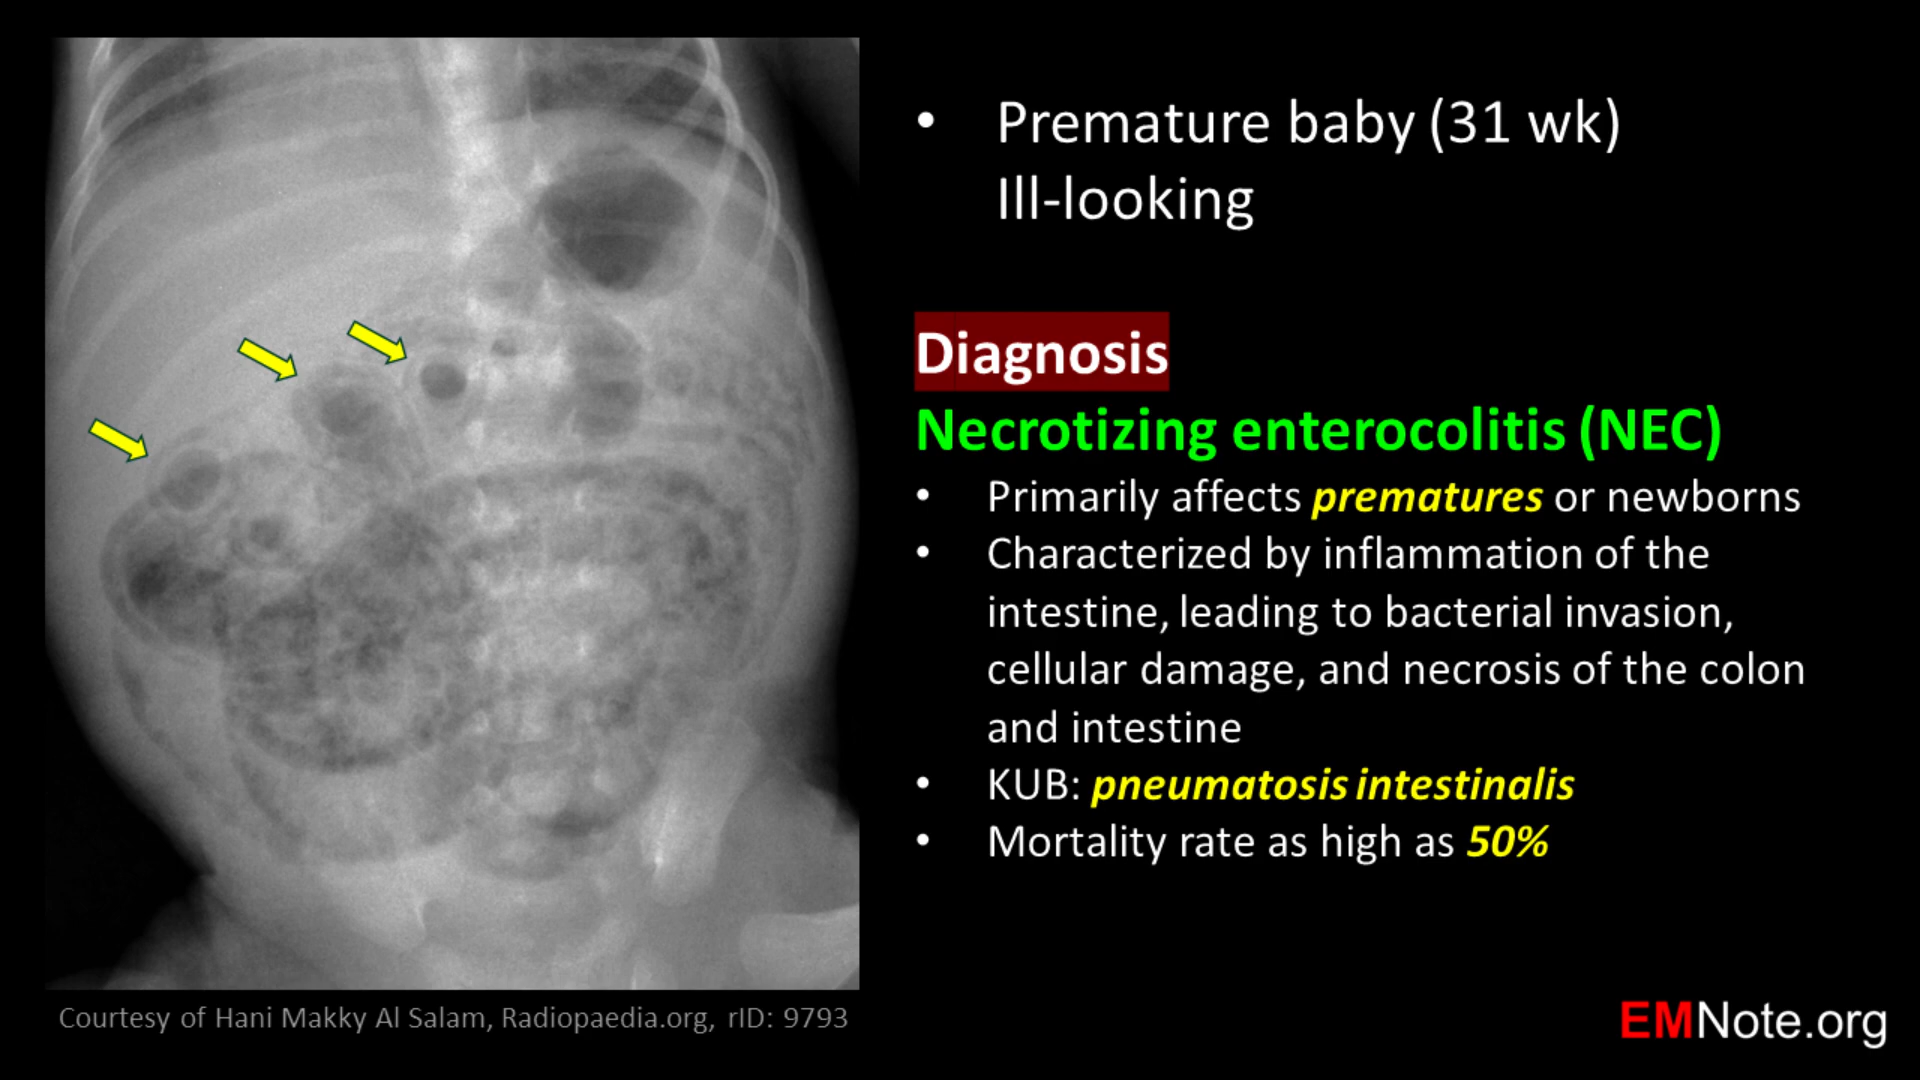 • Premature baby (31 wk)
Ill-looking
Diagnosis
Necrotizing enterocolitis (NEC)
• Primarily affects prematures or newborns
• Characterized by inflammation of the
intestine, leading to bacterial invasion,
cellular damage, and necrosis of the colon
and intestine
• KUB: pneumatosis intestinalis
• Mortality rate as high as 50%
Courtesy of Hani Makky Al Salam, Radiopaedia.org, rID: 9793
EMNote.org